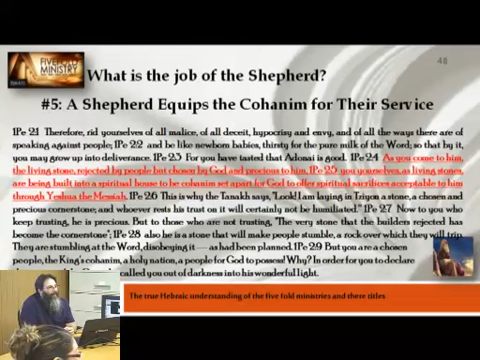 FIVEFOLD
MINISTRY
48
What is the job of the Shepherd?
#5: A Shepherd Equips the Cohanim for Their Service
1Pe 2:1 Therefore, rid yourselves of all malice, of all deceit, hypocrisy and envy, and of all the ways there are of
speaking against people; 1Pe 2:2 and be like newborn babies, thirsty for the pure milk of the Word; so that by it,
you may grow up into deliverance. 1Pe 2:3 For you have tasted that Adonai is good. 1Pe 2:4 As you come to him,
the living stone, rejected by people but chosen by God and precious to him, 1Pe 2:5 you yourselves, as living stones,
are being built into a spiritual house to be cohanim set apart for God to offer spiritual sacrifices acceptable to him
through Yeshua the Messiah. 1Pe 2:6 This is why the Tanakh says, "Look! I am laying in Tziyon a stone, a chosen and
precious cornerstone; and whoever rests his trust on it will certainly not be humiliated." 1Pe 2:7 Now to you who
keep trusting, he is precious. But to those who are not trusting, "The very stone that the builders rejected has
become the cornerstone"; 1Pe 2:8 also he is a stone that will make people stumble, a rock over which they will trip.
They are stumbling at the Word, disobeying it — as had been planned. 1Pe 2:9 But you are a chosen
people, the King's cohanim, a holy nation, a people for God to possess! Why? In order for you to declare
called you out of darkness into his wonderful light.
The true Hebraic understanding of the five fold ministries and there titles